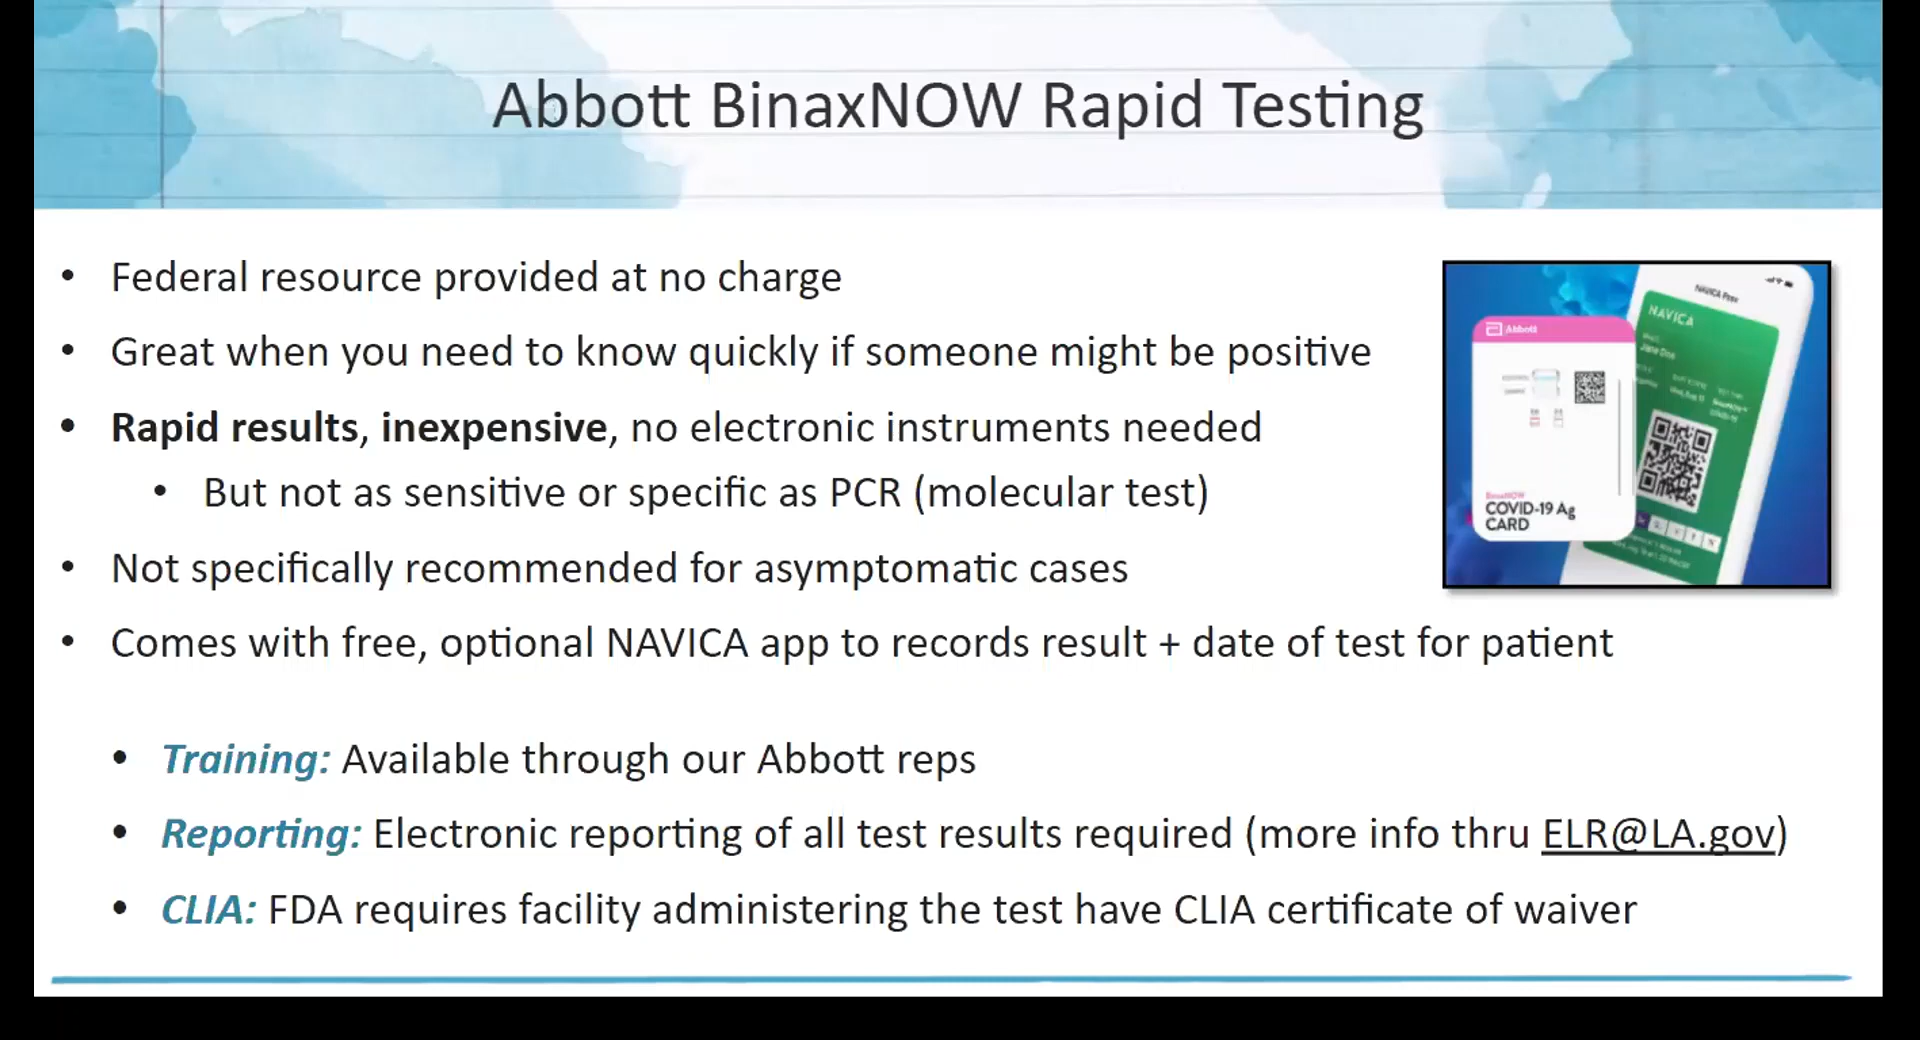 Abbott BinaxNOW Rapid Testing
• Federal resource provided at no charge
• Great when you need to know quickly if someone might be positive
• Rapid results, inexpensive, no electronic instruments needed
• But not as sensitive or specific as PCR (molecular test)
• Not specifically recommended for asymptomatic cases
• Comes with free, optional NAVICA app to records result + date of test for patient
NAVICA Pass
NAVICA
Jane Doe
Abbott
BinaxNOW
COVID-19 Ag
CARD
• Training: Available through our Abbott reps
• Reporting: Electronic reporting of all test results required (more info thru ELR@LA.gov)
• CLIA: FDA requires facility administering the test have CLIA certificate of waiver